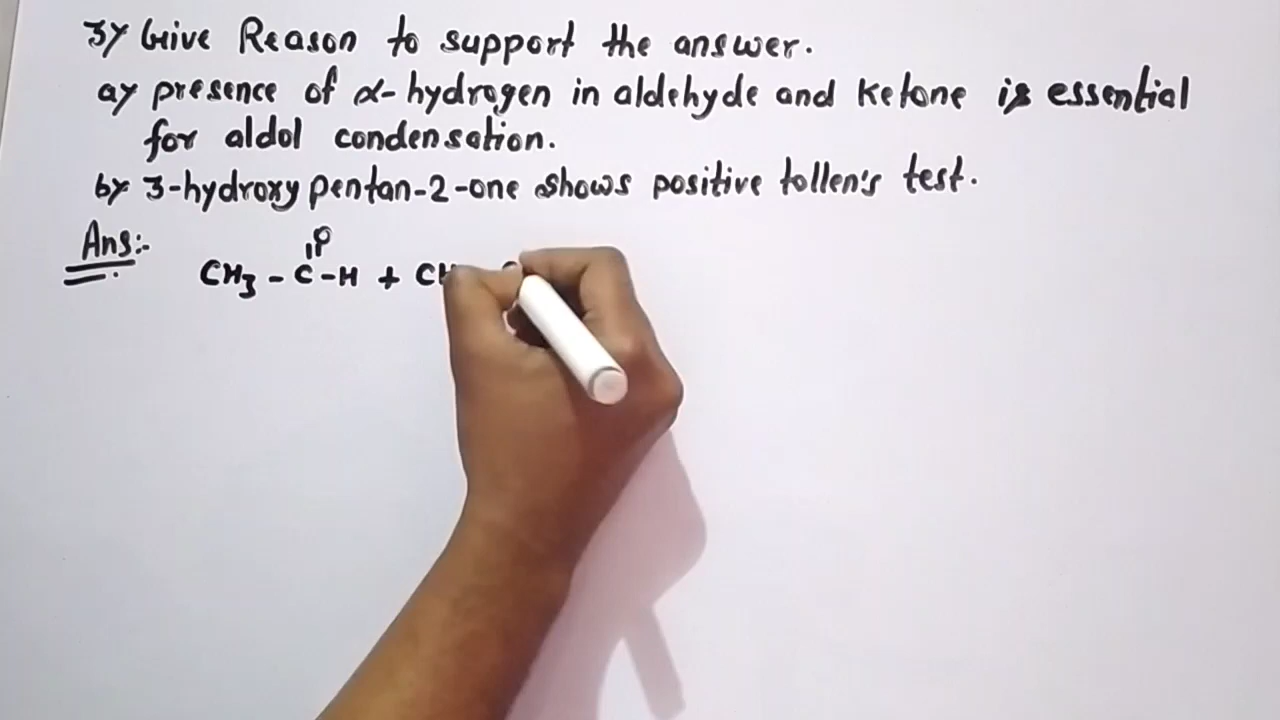 3) Give Reason to support the answer.
a) presence of α-hydrogen in aldehyde and ketone is essential
for aldol condensation.
b) 3-hydroxy pentan-2-one shows positive tollen's test.
Ans:-
O
CH3 - C - H + CH